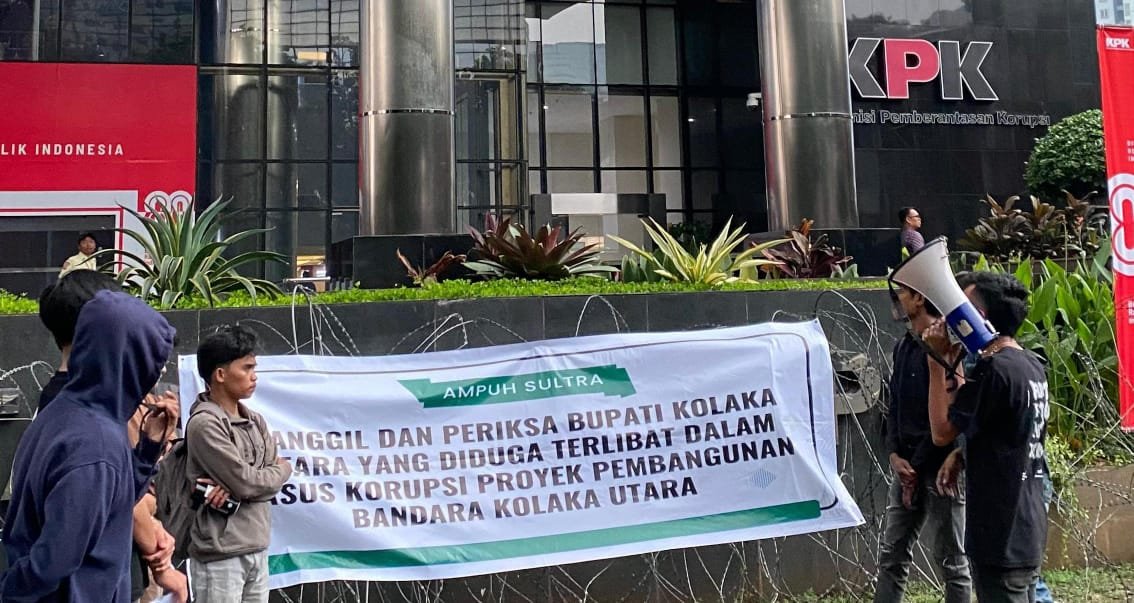 KPK
misi Pemberantasan Korupsi
LIK INDONESIA
KPK
AMPUH SULTRA
ANGGIL DAN PERIKSA BUPATI KOLAKA
TARA YANG DIDUGA TERLIBAT DALAM
ASUS KORUPSI PROYEK PEMBANGUNAN
BANDARA KOLAKA UTARA